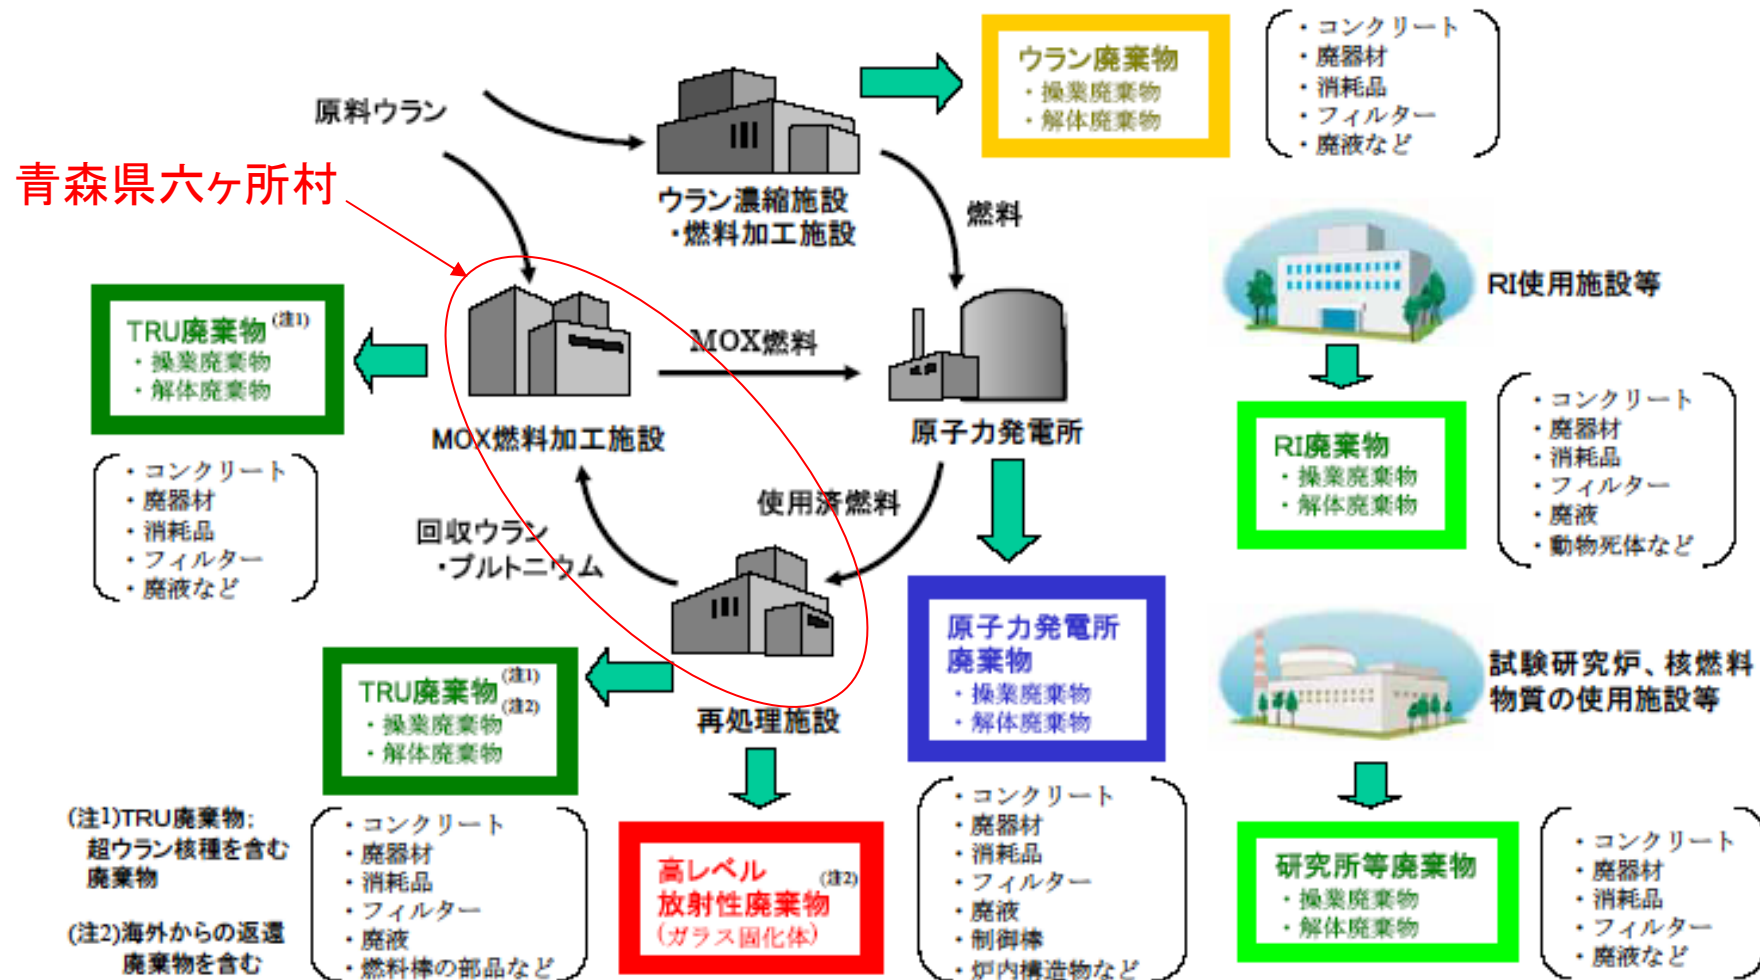 原料ウラン
青森県六ヶ所村
ウラン濃縮施設
・燃料加工施設
燃料
ウラン廃棄物
・操業廃棄物
・解体廃棄物
・コンクリート
・廃器材
・消耗品
・フィルター
・廃液など
TRU廃棄物(注1)
・操業廃棄物
・解体廃棄物
・コンクリート
・廃器材
・消耗品
・フィルター
・廃液など
MOX燃料加工施設
MOX燃料
原子力発電所
使用済燃料
回収ウラン
・プルトニウム
再処理施設
TRU廃棄物(注1)
(注2)
・操業廃棄物
・解体廃棄物
・コンクリート
・廃器材
・消耗品
・フィルター
・廃液
・燃料棒の部品など
高レベル
放射性廃棄物(注2)
(ガラス固化体)
原子力発電所
廃棄物
・操業廃棄物
・解体廃棄物
・コンクリート
・廃器材
・消耗品
・フィルター
・廃液
・制御棒
・炉内構造物など
RI使用施設等
RI廃棄物
・操業廃棄物
・解体廃棄物
・コンクリート
・廃器材
・消耗品
・フィルター
・廃液
・動物死体など
試験研究炉、核燃料
物質の使用施設等
研究所等廃棄物
・操業廃棄物
・解体廃棄物
・コンクリート
・廃器材
・消耗品
・フィルター
・廃液など
(注1)TRU廃棄物:
超ウラン核種を含む
廃棄物
(注2)海外からの返還
廃棄物を含む